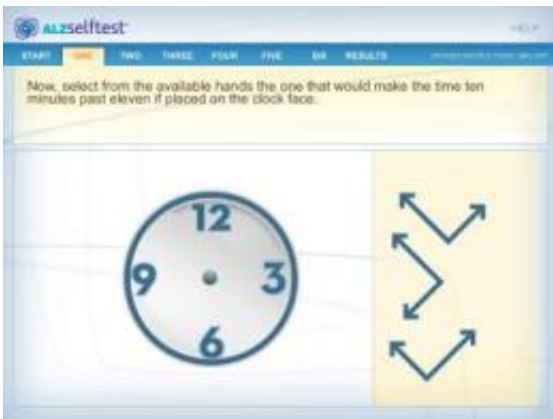 ALZselftest
HELP
START ONE TWO THREE FOUR FIVE SIX RESULTS
Now, select from the available hands the one that would make the time ten
minutes past eleven if placed on the clock face.
12
9 3
6